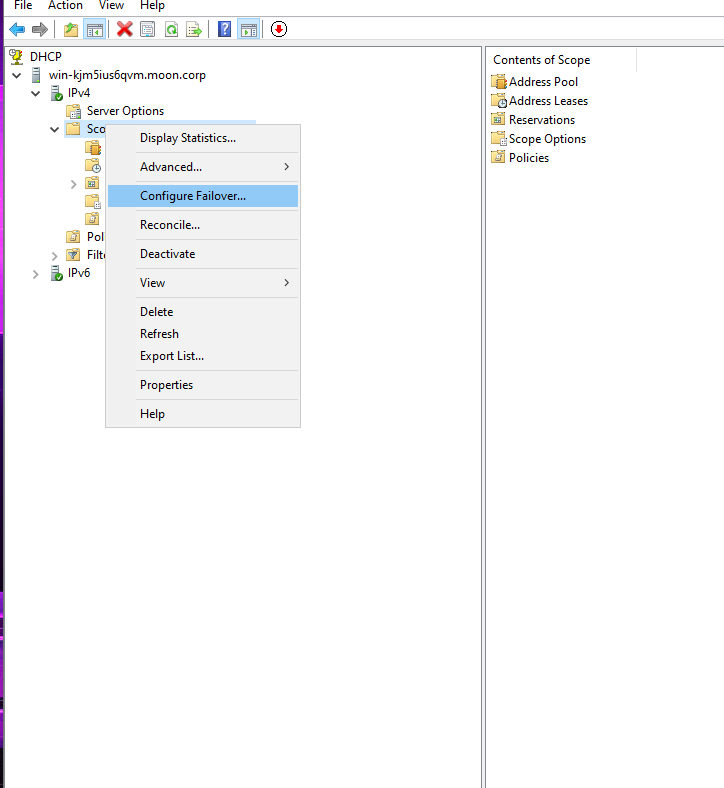 File Action View Help
DHCP
win-kjm5ius6qvm.moon.corp
IPv4
Server Options
Sco
Pol
Filt
IPv6
Display Statistics...
Advanced...
Configure Failover...
Reconcile...
Deactivate
View
Delete
Refresh
Export List...
Properties
Help
Contents of Scope
Address Pool
Address Leases
Reservations
Scope Options
Policies